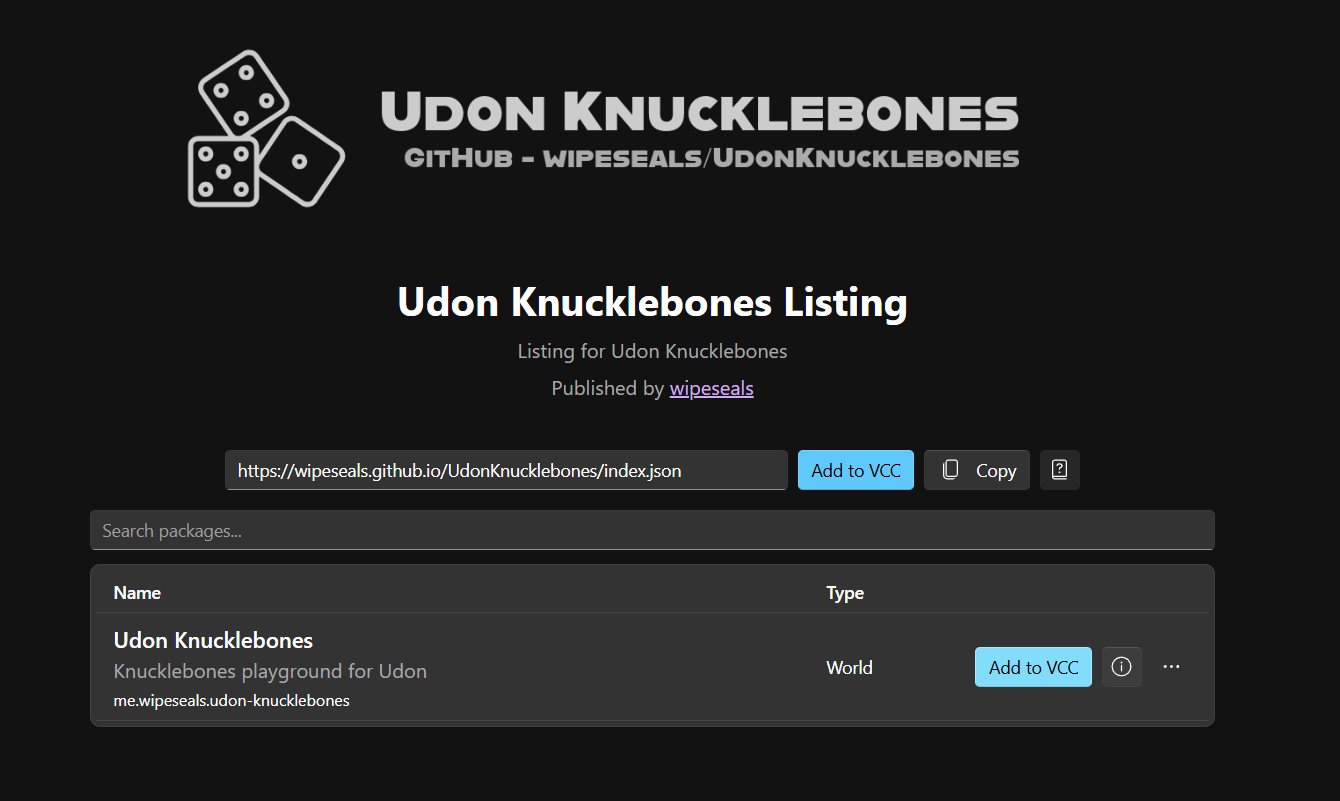 Udon Knucklebones
GitHub - wipeseals/UdonKnucklebones
Udon Knucklebones Listing
Listing for Udon Knucklebones
Published by wipeseals
https://wipeseals.github.io/UdonKnucklebones/index.json Add to VCC Copy
Search packages...
Name Type
Udon Knucklebones
Knucklebones playground for Udon
World Add to VCC
me.wipeseals.udon-knucklebones